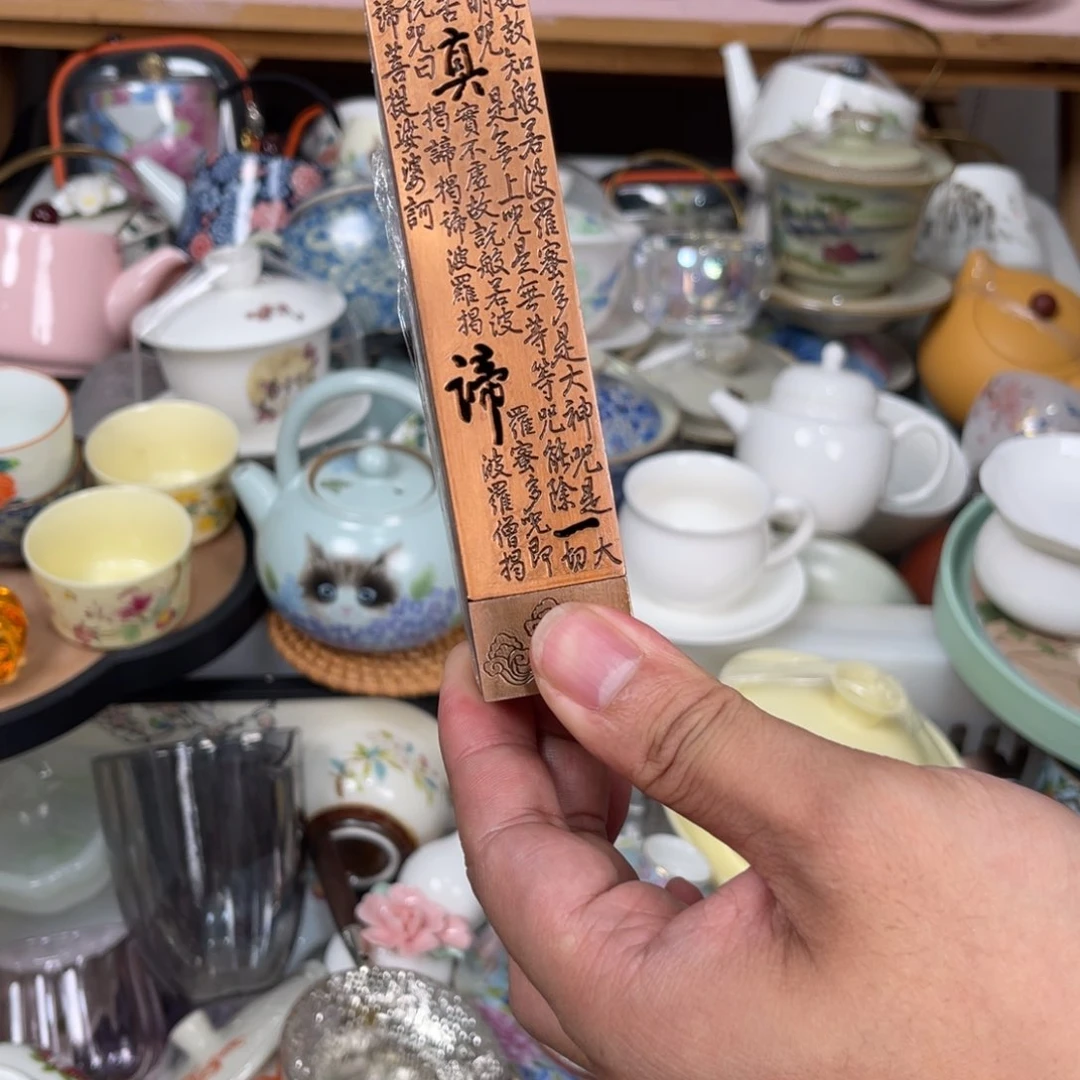 故知般若波羅蜜多是大神咒是大
明咒是无上咒是無等等咒能除一切
苦真實不虛故說般若波羅蜜多咒即
說咒曰揭諦揭諦波羅揭諦波羅僧揭
諦菩提娑婆訶